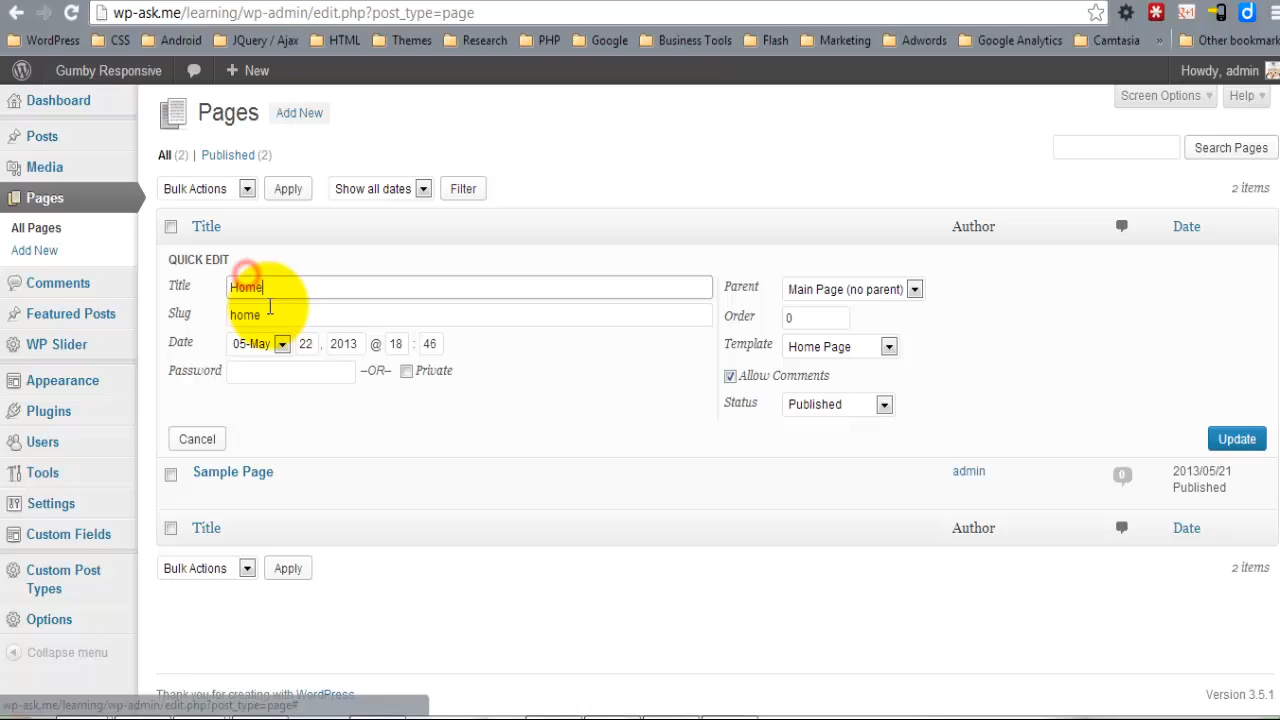 wp-ask.me/learning/wp-admin/edit.php?post_type=page
WordPress CSS Android JQuery / Ajax HTML Themes Research PHP Google Business Tools Flash Marketing Adwords Google Analytics Camtasia » Other bookmark
Gumby Responsive + New Howdy, admin
Dashboard
Posts
Media
Pages
All Pages
Add New
Comments
Featured Posts
WP Slider
Appearance
Plugins
Users
Tools
Settings
Custom Fields
Custom Post
Types
Options
Collapse menu
Pages Add New
Screen Options Help
All (2) | Published (2)
Search Pages
Bulk Actions Apply Show all dates Filter 2 items
Title Author Date
QUICK EDIT
Title Home
Slug home
Date 05-May 22 , 2013 @ 18 : 46
Password –OR– Private
Parent Main Page (no parent)
Order 0
Template Home Page
Allow Comments
Status Published
Cancel Update
Sample Page admin 0 2013/05/21
Published
Title Author Date
Bulk Actions Apply 2 items
Thank you for creating with WordPress. Version 3.5.1
wp-ask.me/learning/wp-admin/edit.php?post_type=page#